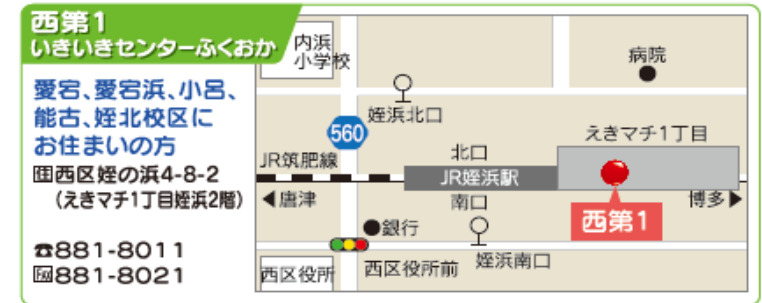 西第1
いきいきセンターふくおか
愛宕、愛宕浜、小呂、
能古、姪北校区に
お住まいの方
住西区姪の浜4-8-2
(えきマチ1丁目姪浜2階)
☎881-8011
FAX881-8021
内浜
小学校
病院
姪浜北口
560
えきマチ1丁目
北口
JR筑肥線
JR姪浜駅
◀唐津
南口
博多▶
西第1
●銀行
西区役所
西区役所前
姪浜南口